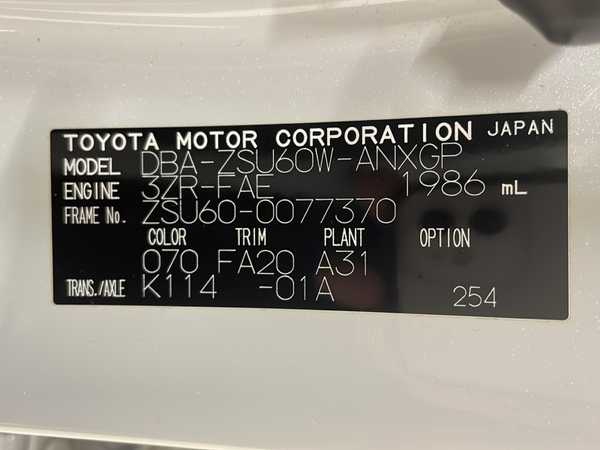 TOYOTA MOTOR CORPORATION JAPAN
MODEL DBA-ZSU60W-ANXGP
ENGINE 3ZR-FAE 1986 mL
FRAME No. ZSU60-0077370
COLOR TRIM PLANT OPTION
070 FA20 A31
TRANS./AXLE K114 -01A 254